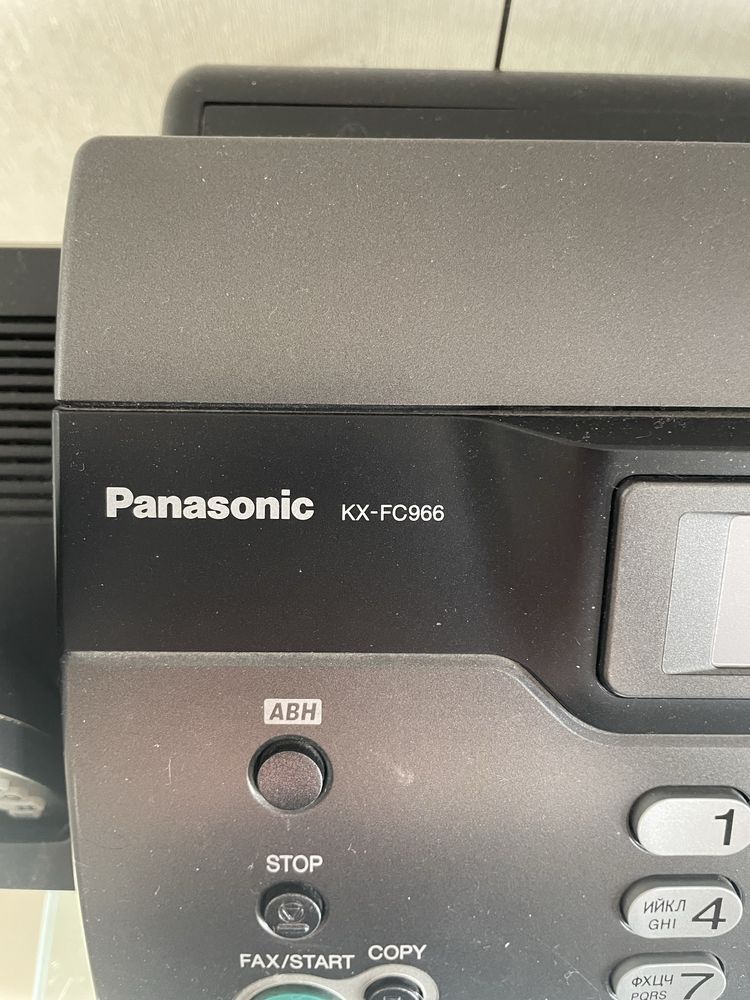 Panasonic KX-FC966
АВН
1
STOP
ИЙКЛ
GHI 4
FAX/START COPY
ФХЦЧ
PQRS 7